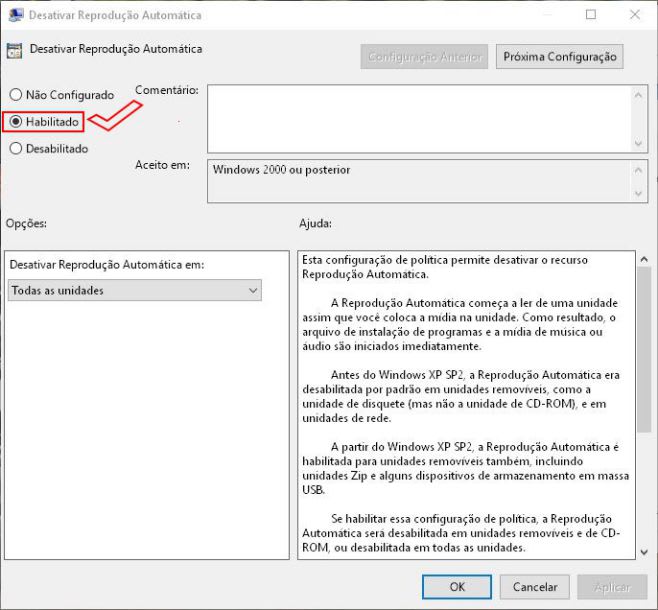 Desativar Reprodução Automática
Desativar Reprodução Automática
Configuração Anterior
Próxima Configuração
Não Configurado
Habilitado
Desabilitado
Comentário:
Aceito em:
Windows 2000 ou posterior
Opções:
Ajuda:
Desativar Reprodução Automática em:
Todas as unidades
Esta configuração de política permite desativar o recurso
Reprodução Automática.
A Reprodução Automática começa a ler de uma unidade
assim que você coloca a mídia na unidade. Como resultado, o
arquivo de instalação de programas e a mídia de música ou
áudio são iniciados imediatamente.
Antes do Windows XP SP2, a Reprodução Automática era
desabilitada por padrão em unidades removíveis, como a
unidade de disquete (mas não a unidade de CD-ROM), e em
unidades de rede.
A partir do Windows XP SP2, a Reprodução Automática é
habilitada para unidades removíveis também, incluindo
unidades Zip e alguns dispositivos de armazenamento em massa
USB.
Se habilitar essa configuração de política, a Reprodução
Automática será desabilitada em unidades removíveis e de CD-
ROM, ou desabilitada em todas as unidades.
OK
Cancelar
Aplicar